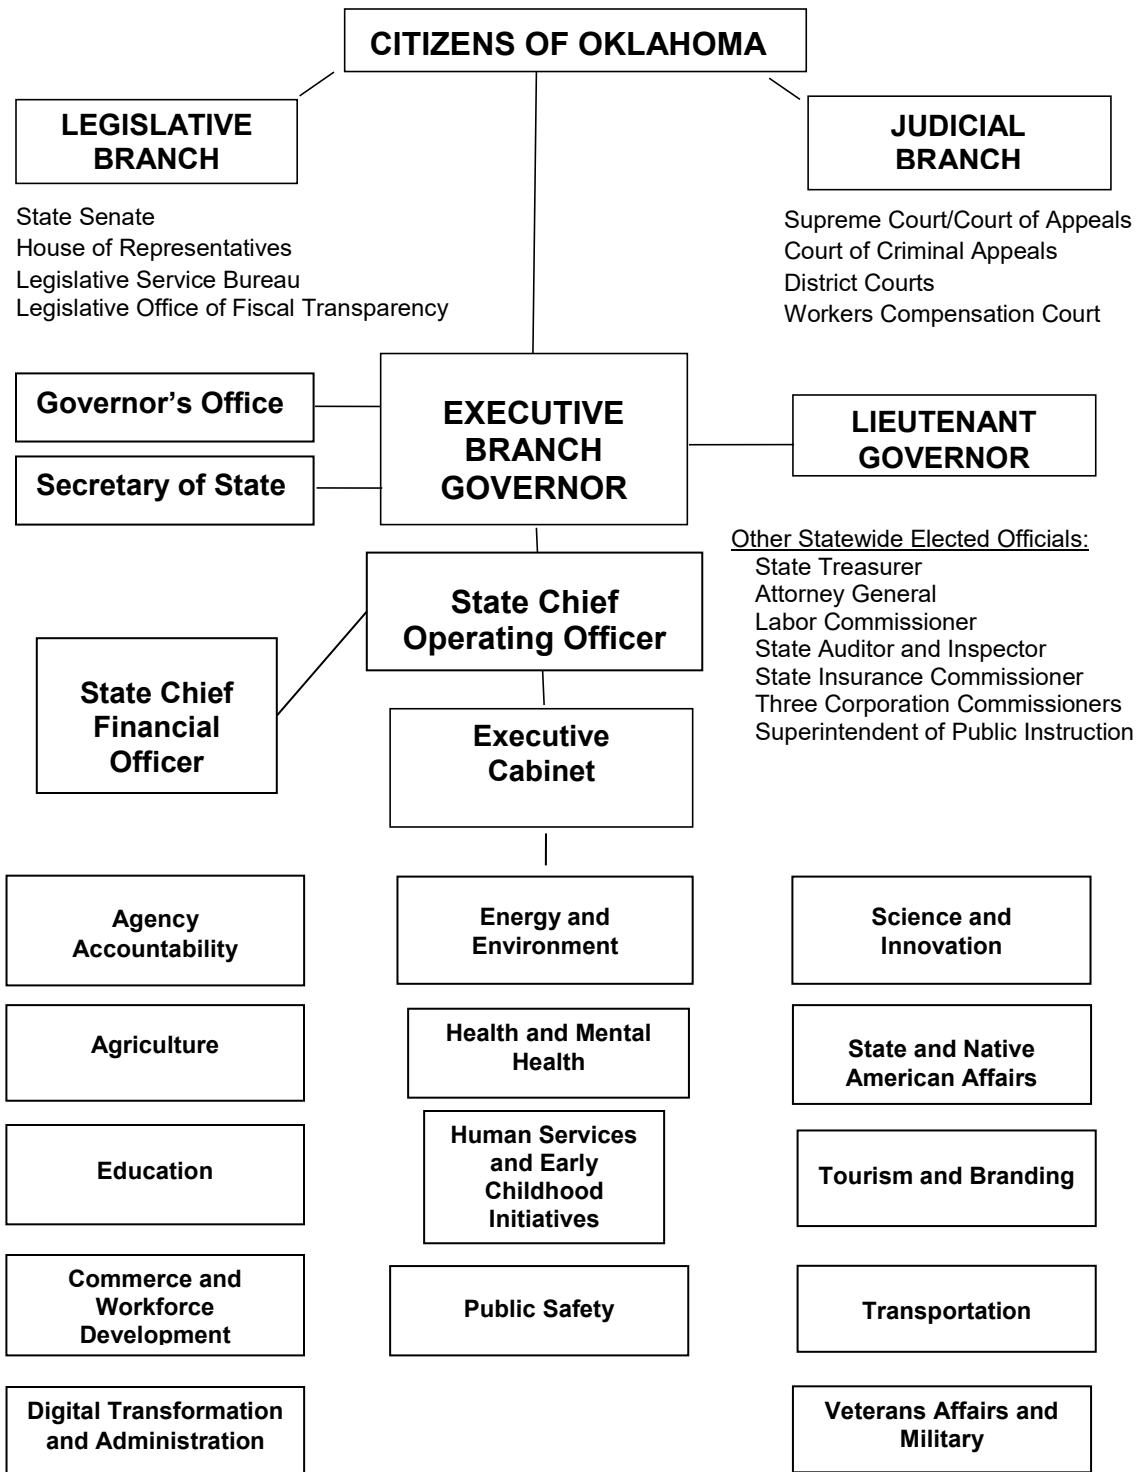 CITIZENS OF OKLAHOMA
LEGISLATIVE
BRANCH
JUDICIAL
BRANCH
State Senate
House of Representatives
Legislative Service Bureau
Legislative Office of Fiscal Transparency
Supreme Court/Court of Appeals
Court of Criminal Appeals
District Courts
Workers Compensation Court
Governor’s Office
Secretary of State
EXECUTIVE
BRANCH
GOVERNOR
LIEUTENANT
GOVERNOR
Other Statewide Elected Officials:
State Treasurer
Attorney General
Labor Commissioner
State Auditor and Inspector
State Insurance Commissioner
Three Corporation Commissioners
Superintendent of Public Instruction
State Chief
Operating Officer
State Chief
Financial
Officer
Executive
Cabinet
Agency
Accountability
Energy and
Environment
Science and
Innovation
Agriculture
Health and Mental
Health
State and Native
American Affairs
Education
Human Services
and Early
Childhood
Initiatives
Tourism and Branding
Commerce and
Workforce
Development
Public Safety
Transportation
Digital Transformation
and Administration
Veterans Affairs and
Military